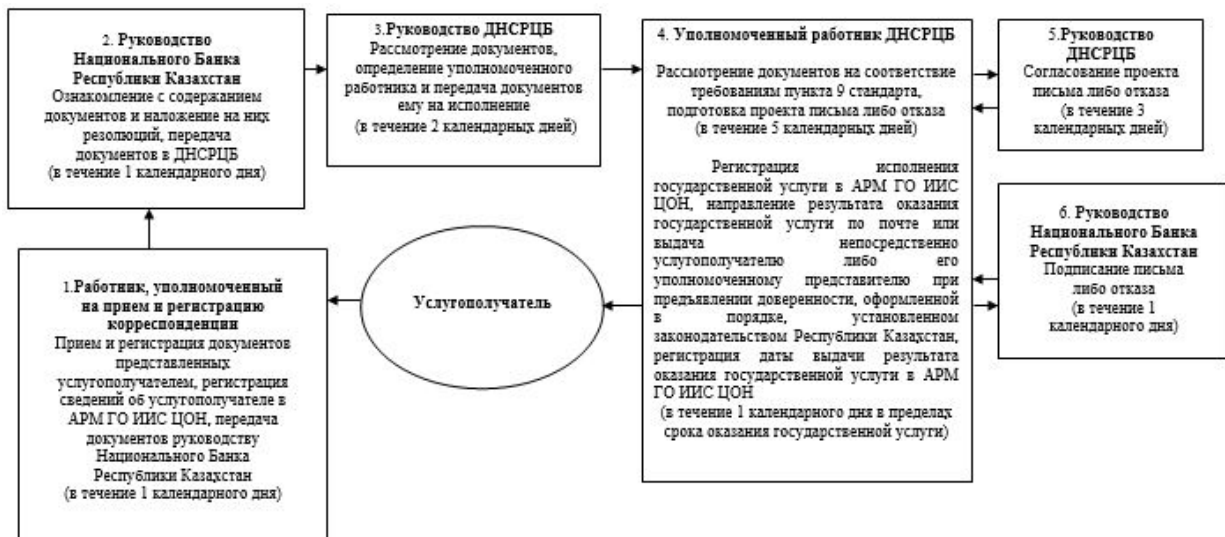 2. Руководство
Национального Банка
Республики Казахстан
Ознакомление с содержанием
документов и наложение на них
резолюций, передача
документов в ДНСРЦБ
(в течение 1 календарного дня)
3.Руководство ДНСРЦБ
Рассмотрение документов,
определение уполномоченного
работника и передача документов
ему на исполнение
(в течение 2 календарных дней)
4. Уполномоченный работник ДНСРЦБ
Рассмотрение документов на соответствие
требованиям пункта 9 стандарта,
подготовка проекта письма либо отказа
(в течение 5 календарных дней)
Регистрация исполнения
государственной услуги в АРМ ГО ИИС
ЦОН, направление результата оказания
государственной услуги по почте или
выдача непосредственно
услугополучателю либо его
уполномоченному представителю при
предъявлении доверенности, оформленной
в порядке, установленном
законодательством Республики Казахстан,
регистрация даты выдачи результата
оказания государственной услуги в АРМ
ГО ИИС ЦОН
(в течение 1 календарного дня в пределах
срока оказания государственной услуги)
5.Руководство
ДНСРЦБ
Согласование проекта
письма либо отказа
(в течение 3
календарных дней)
6. Руководство
Национального Банка
Республики Казахстан
Подписание письма
либо отказа
(в течение 1
календарного дня)
1.Работник, уполномоченный
на прием и регистрацию
корреспонденции
Прием и регистрация документов
представленных
услугополучателем, регистрация
сведений об услугополучателе в
АРМ ГО ИИС ЦОН, передача
документов руководству
Национального Банка
Республики Казахстан
(в течение 1 календарного дня)
Услугополучатель